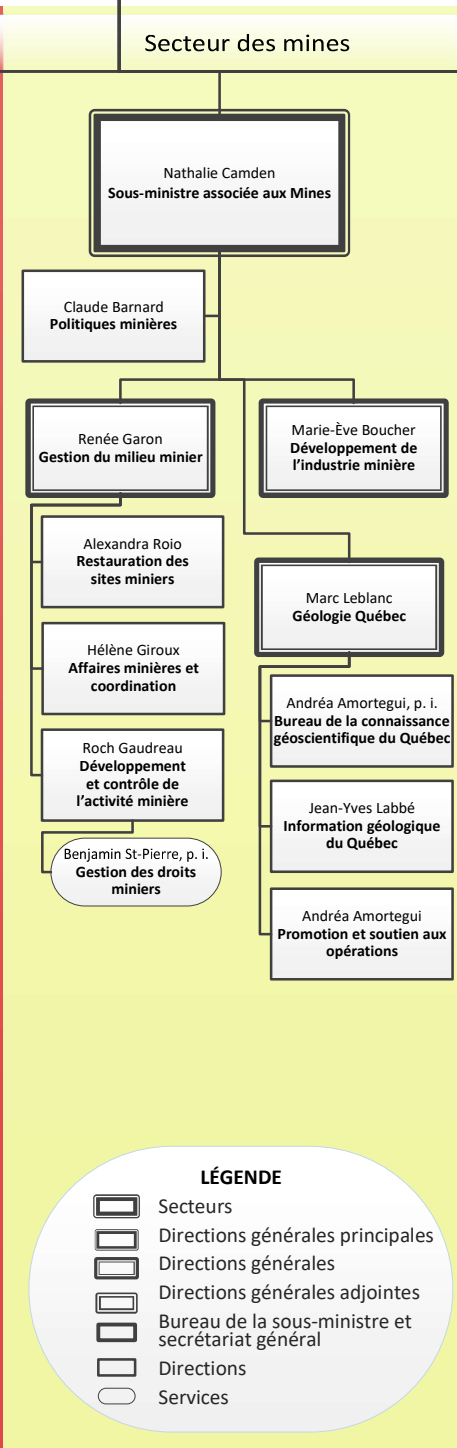 Secteur des mines
Nathalie Camden
Sous-ministre associée aux Mines
Claude Barnard
Politiques minières
Renée Garon
Gestion du milieu minier
Marie-Ève Boucher
Développement de
l'industrie minière
Alexandra Roio
Restauration des
sites miniers
Hélène Giroux
Affaires minières et
coordination
Roch Gaudreau
Développement
et contrôle de
l'activité minière
Benjamin St-Pierre, p. i.
Gestion des droits
miniers
Marc Leblanc
Géologie Québec
Andréa Amortegui, p. i.
Bureau de la connaissance
géoscientifique du Québec
Jean-Yves Labbé
Information géologique
du Québec
Andréa Amortegui
Promotion et soutien aux
opérations
LÉGENDE
Secteurs
Directions générales principales
Directions générales
Directions générales adjointes
Bureau de la sous-ministre et
secrétariat général
Directions
Services